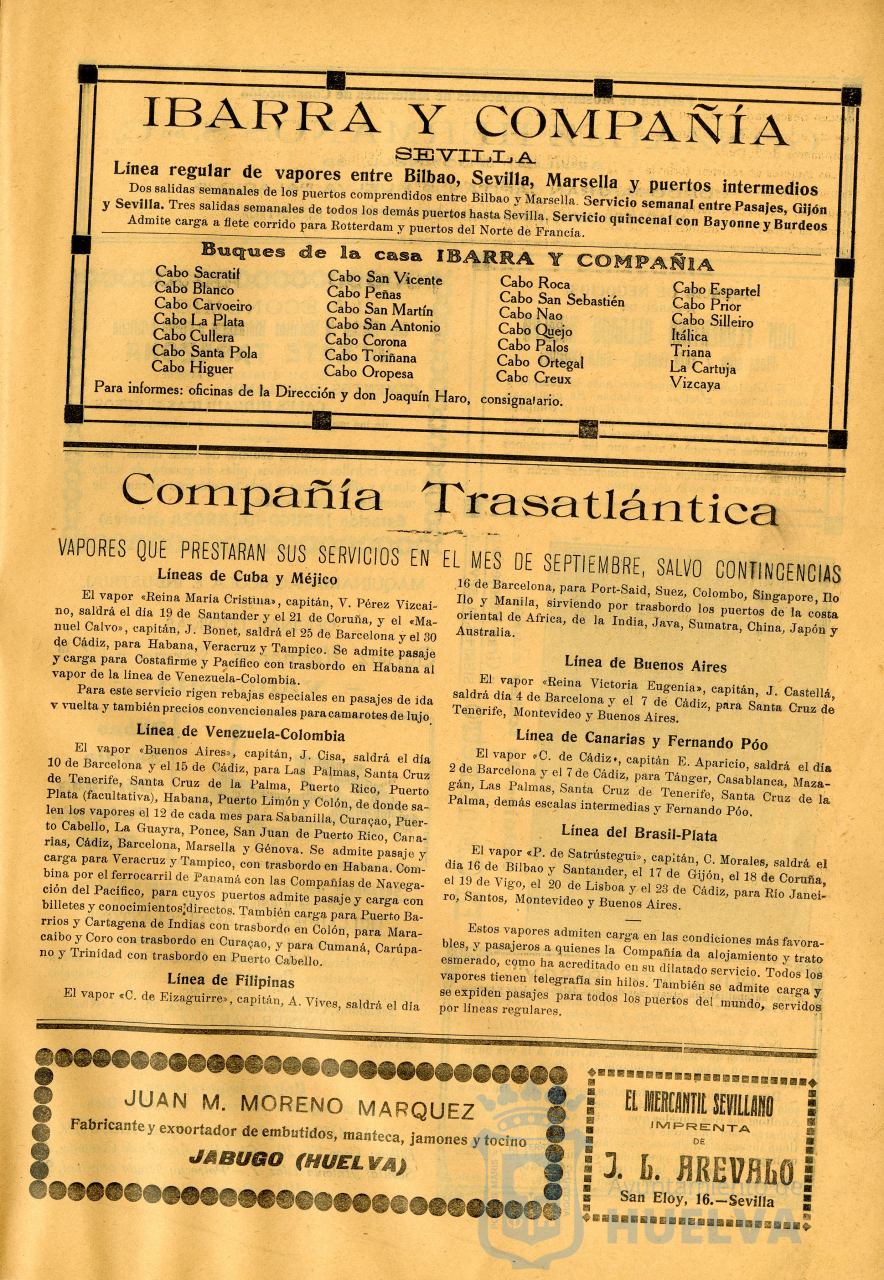 IBARRA Y COMPAÑÍA
SEVILLA
Línea regular de vapores entre Bilbao, Sevilla, Marsella y puertos intermedios
Dos salidas semanales de los puertos comprendidos entre Bilbao y Marsella. Servicio semanal entre Pasajes, Gijón
y Sevilla. Tres salidas semanales de todos los demás puertos hasta Sevilla. Servicio quincenal con Bayonne y Burdeos
Admite carga a flete corrido para Rotterdam y puertos del Norte de Francia.
Buques de la casa IBARRA Y COMPAÑIA
Cabo Sacratif
Cabo Blanco
Cabo Carvoeiro
Cabo La Plata
Cabo Cullera
Cabo Santa Pola
Cabo Higuer
Cabo San Vicente
Cabo Peñas
Cabo San Martín
Cabo San Antonio
Cabo Corona
Cabo Toriñana
Cabo Oropesa
Cabo Roca
Cabo San Sebastién
Cabo Nao
Cabo Quejo
Cabo Palos
Cabo Ortegal
Cabo Creux
Cabo Espartel
Cabo Prior
Cabo Silleiro
Itálica
Triana
La Cartuja
Vizcaya
Para informes: oficinas de la Dirección y don Joaquín Haro, consignatario.
Compañía Trasatlántica
VAPORES QUE PRESTARAN SUS SERVICIOS EN EL MES DE SEPTIEMBRE, SALVO CONTINGENCIAS
Líneas de Cuba y Méjico
El vapor «Reina María Cristina», capitán, V. Pérez Vizcaí-
no, saldrá el día 19 de Santander y el 21 de Coruña, y el «Ma-
nuel Calvo», capitán, J. Bonet, saldrá el 25 de Barcelona y el 30
de Cádiz, para Habana, Veracruz y Tampico. Se admite pasaje
y carga para Costafirme y Pacífico con trasbordo en Habana al
vapor de la línea de Venezuela-Colombia.
Para este servicio rigen rebajas especiales en pasajes de ida
v vuelta y también precios convencionales para camarotes de lujo
Línea de Venezuela-Colombia
El vapor «Buenos Aires», capitán, J. Cisa, saldrá el día
10 de Barcelona y el 15 de Cádiz, para Las Palmas, Santa Cruz
de Tenerife, Santa Cruz de la Palma, Puerto Rico, Puerto
Plata (facultativa), Habana, Puerto Limón y Colón, de donde sa-
len los vapores el 12 de cada mes para Sabanilla, Curaçao, Puer-
to Cabello, La Guayra, Ponce, San Juan de Puerto Rico, Cana-
rias, Cádiz, Barcelona, Marsella y Génova. Se admite pasaje y
carga para Veracruz y Tampico, con trasbordo en Habana. Com-
bina por el ferrocarril de Panamá con las Compañías de Navega-
ción del Pacífico, para cuyos puertos admite pasaje y carga con
billetes y conocimientos directos. También carga para Puerto Ba-
rrios y Cartagena de Indias con trasbordo en Colón, para Mara-
caibo y Coro con trasbordo en Curaçao, y para Cumaná, Carúpa-
no y Trinidad con trasbordo en Puerto Cabello.
Línea de Filipinas
El vapor «C. de Eizaguirre», capitán, A. Vives, saldrá el día
16 de Barcelona, para Port-Said, Suez, Colombo, Singapore, Ilo
Ilo y Manila, sirviendo por trasbordo los puertos de la costa
oriental de Africa, de la India, Java, Sumatra, China, Japón y
Australia.
Línea de Buenos Aires
El vapor «Reina Victoria Eugenia», capitán, J. Castellá,
saldrá día 4 de Barcelona y el 7 de Cádiz, para Santa Cruz de
Tenerife, Montevideo y Buenos Aires.
Línea de Canarias y Fernando Póo
El vapor «C. de Cádiz», capitán E. Aparicio, saldrá el día
2 de Barcelona y el 7 de Cádiz, para Tánger, Casablanca, Maza-
gán, Las Palmas, Santa Cruz de Tenerife, Santa Cruz de la
Palma, demás escalas intermedias y Fernando Póo.
Línea del Brasil-Plata
El vapor «P. de Satrústegui», capitán, C. Morales, saldrá el
día 16 de Bilbao y Santander, el 17 de Gijón, el 18 de Coruña,
el 19 de Vigo, el 20 de Lisboa y el 23 de Cádiz, para Río Janei-
ro, Santos, Montevideo y Buenos Aires.
Estos vapores admiten carga en las condiciones más favora-
bles, y pasajeros a quienes la Compañía da alojamiento y trato
esmerado, como ha acreditado en su dilatado servicio. Todos los
vapores tienen telegrafía sin hilos. También se admite carga y
se expiden pasajes para todos los puertos del mundo, servidos
por líneas regulares.
JUAN M. MORENO MARQUEZ
Fabricante y exportador de embutidos, manteca, jamones y tocino
JABUGO (HUELVA)
EL MERCANTIL SEVILLANO
IMPRENTA
DE
J. L. AREVALO
San Eloy, 16.—Sevilla
Ayuntamiento de
HUELVA